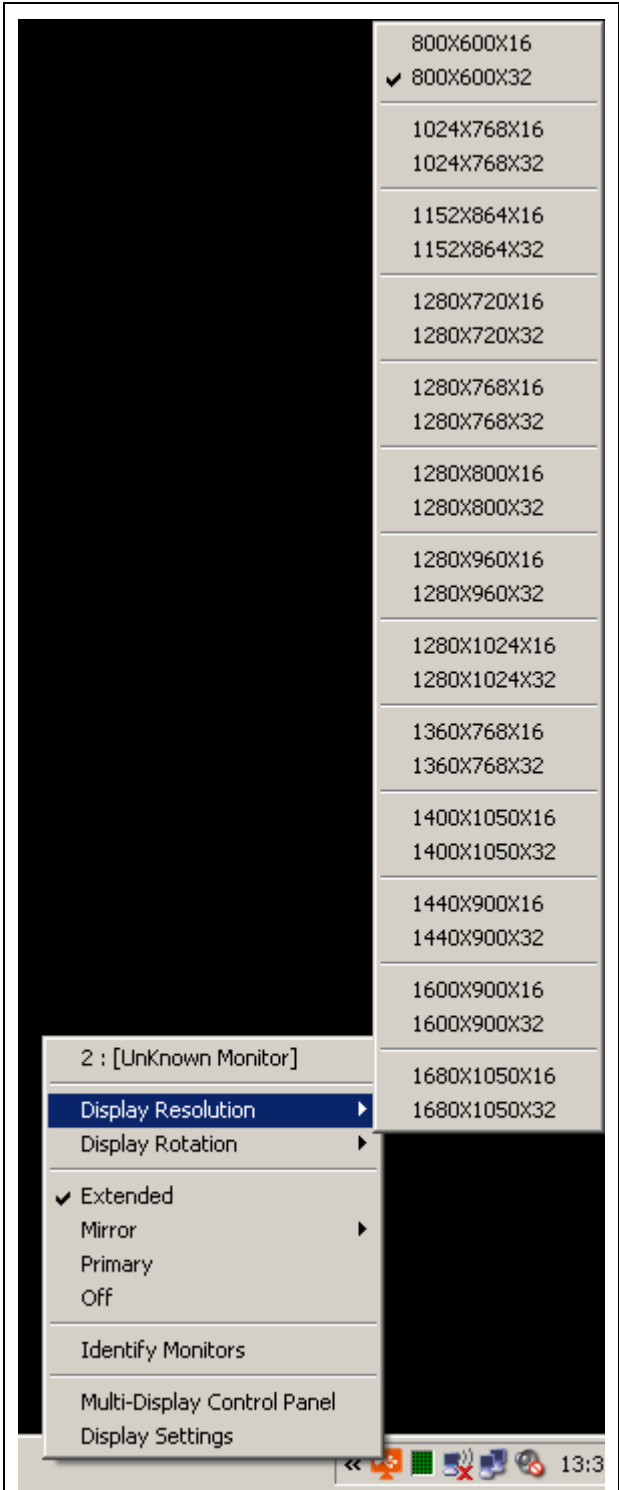 800X600X16
800X600X32
1024X768X16
1024X768X32
1152X864X16
1152X864X32
1280X720X16
1280X720X32
1280X768X16
1280X768X32
1280X800X16
1280X800X32
1280X960X16
1280X960X32
1280X1024X16
1280X1024X32
1360X768X16
1360X768X32
1400X1050X16
1400X1050X32
1440X900X16
1440X900X32
1600X900X16
1600X900X32
1680X1050X16
1680X1050X32
2 : [UnKnown Monitor]
Display Resolution
Display Rotation
Extended
Mirror
Primary
Off
Identify Monitors
Multi-Display Control Panel
Display Settings
13:3